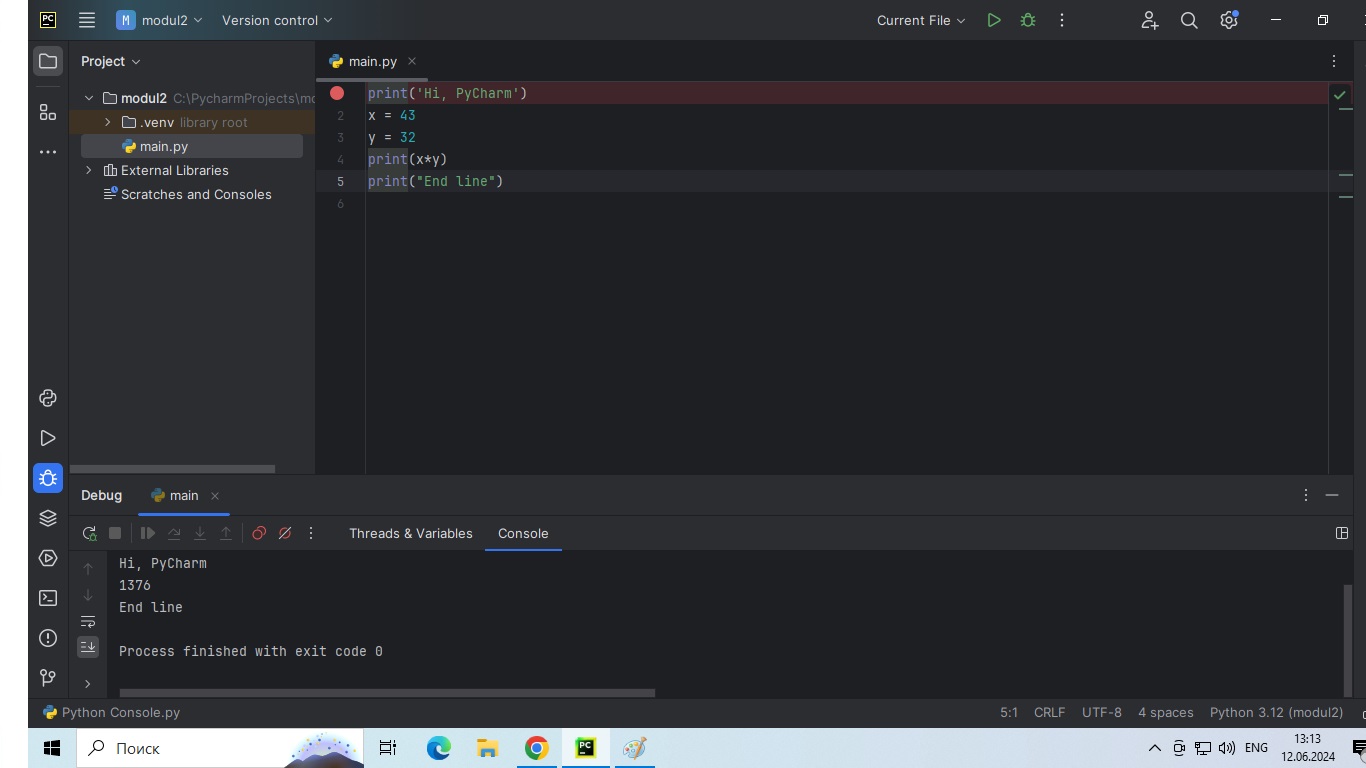 PC M modul2 Version control Current File
Project
main.py
modul2 C:\PycharmProjects\mo
.venv library root
main.py
External Libraries
Scratches and Consoles
print('Hi, PyCharm')
2 x = 43
3 y = 32
4 print(x*y)
5 print("End line")
6
Debug main
Threads & Variables Console
Hi, PyCharm
1376
End line
Process finished with exit code 0
Python Console.py 5:1 CRLF UTF-8 4 spaces Python 3.12 (modul2)
Поиск PC ENG 13:13
12.06.2024